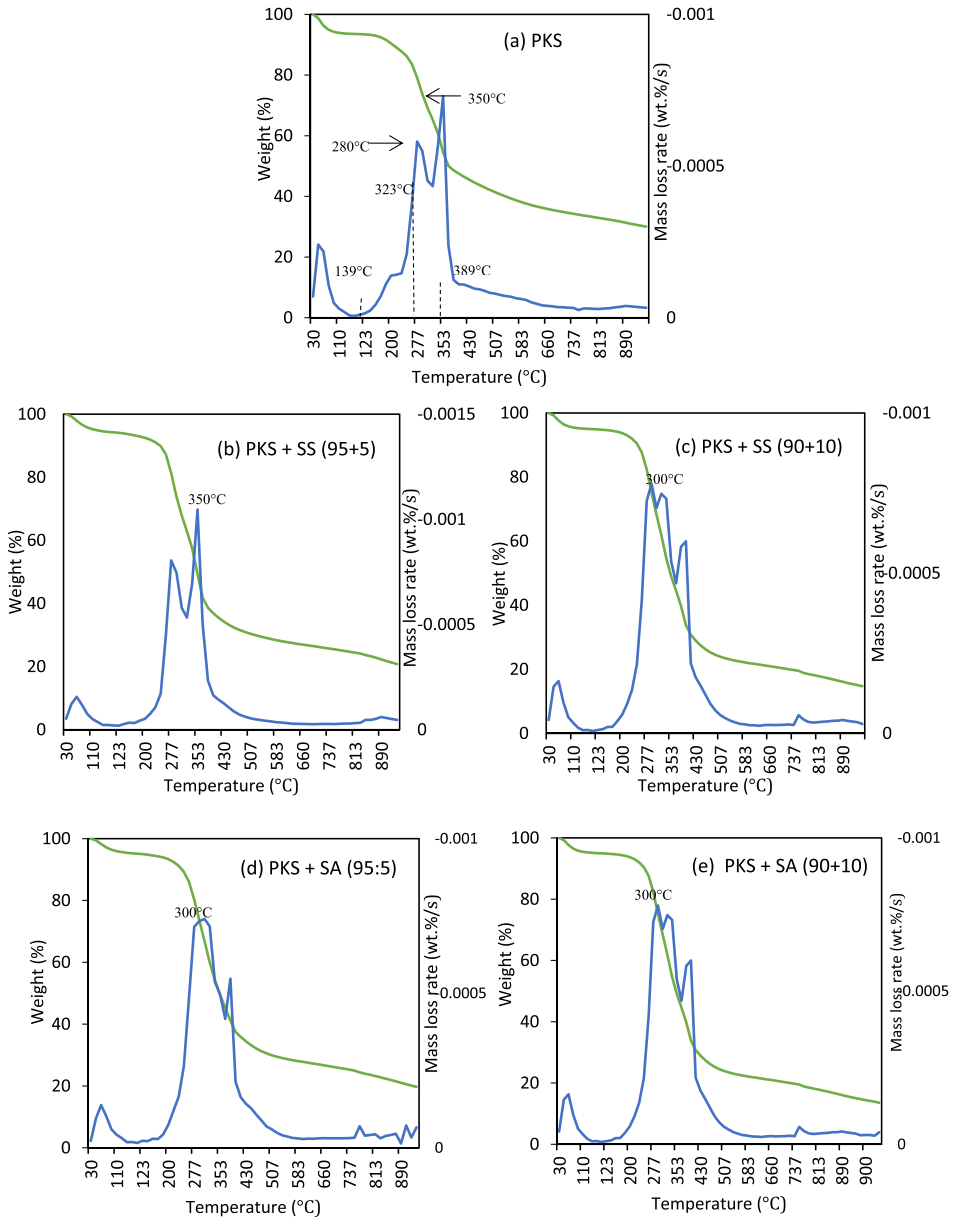 (a) PKS
Weight (%)
100
80
60
40
20
0
-0.001
-0.0005
0
Mass loss rate (wt.%/s)
350°C
280°C
323°C
139°C
389°C
30 110 123 200 277 353 430 507 583 660 737 813 890
Temperature (°C)
(b) PKS + SS (95+5)
Weight (%)
100
80
60
40
20
0
-0.0015
-0.001
-0.0005
0
Mass loss rate (wt.%/s)
350°C
30 110 123 200 277 353 430 507 583 660 737 813 890
Temperature (°C)
(c) PKS + SS (90+10)
Weight (%)
100
80
60
40
20
0
-0.001
-0.0005
0
Mass loss rate (wt.%/s)
300°C
30 110 123 200 277 353 430 507 583 660 737 813 890
Temperature (°C)
(d) PKS + SA (95:5)
Weight (%)
100
80
60
40
20
0
-0.001
-0.0005
0
Mass loss rate (wt.%/s)
300°C
30 110 123 200 277 353 430 507 583 660 737 813 890
Temperature (°C)
(e) PKS + SA (90+10)
Weight (%)
100
80
60
40
20
0
-0.001
-0.0005
0
Mass loss rate (wt.%/s)
300°C
30 110 123 200 277 353 430 507 583 660 737 813 900
Temperature (°C)